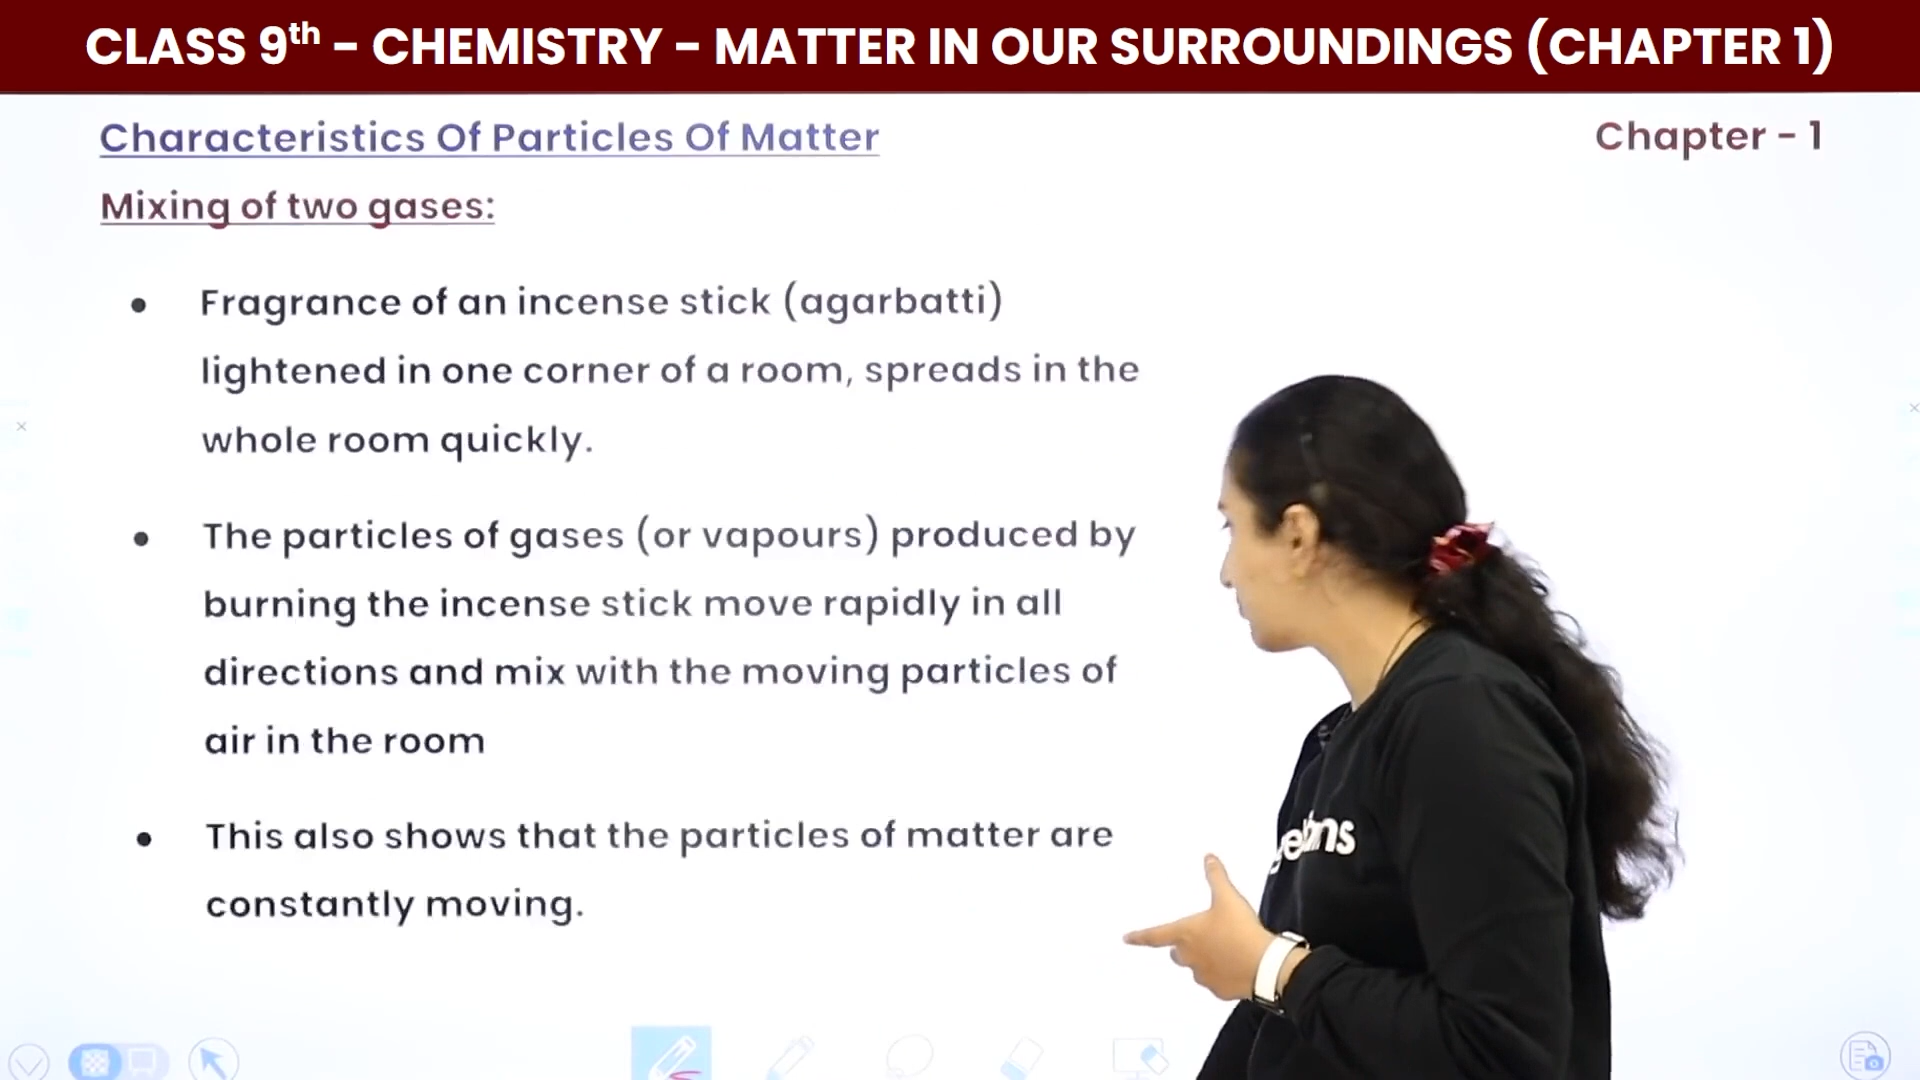 CLASS 9th – CHEMISTRY – MATTER IN OUR SURROUNDINGS (CHAPTER 1)
Characteristics Of Particles Of Matter
Chapter - 1
Mixing of two gases:
• Fragrance of an incense stick (agarbatti)
lightened in one corner of a room, spreads in the
whole room quickly.
• The particles of gases (or vapours) produced by
burning the incense stick move rapidly in all
directions and mix with the moving particles of
air in the room
• This also shows that the particles of matter are
constantly moving.